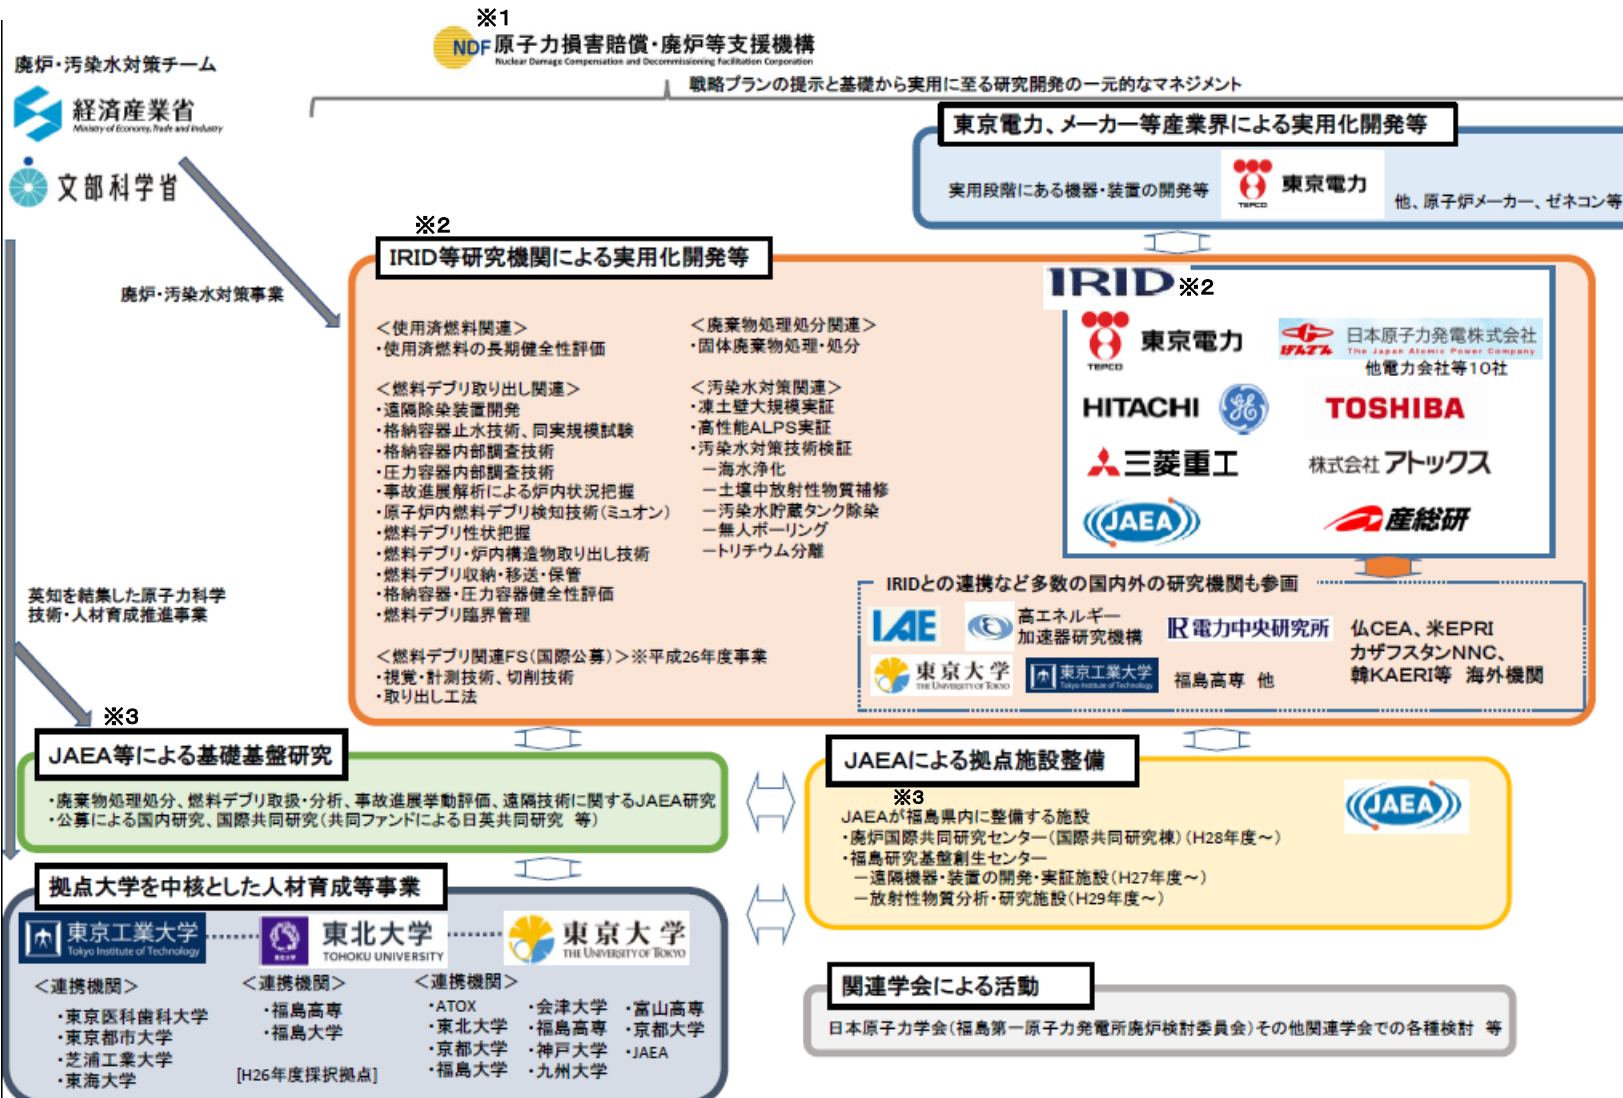 ※1
NDF 原子力損害賠償・廃炉等支援機構
Nuclear Damage Compensation and Decommissioning Facilitation Corporation
戦略プランの提示と基礎から実用に至る研究開発の一元的なマネジメント
廃炉・汚染水対策チーム
経済産業省
Ministry of Economy, Trade and Industry
文部科学省
廃炉・汚染水対策事業
英知を結集した原子力科学
技術・人材育成推進事業
東京電力、メーカー等産業界による実用化開発等
実用段階にある機器・装置の開発等
TEPCO
東京電力
他、原子炉メーカー、ゼネコン等
※2
IRID等研究機関による実用化開発等
＜使用済燃料関連＞
・使用済燃料の長期健全性評価
＜燃料デブリ取り出し関連＞
・遠隔除染装置開発
・格納容器止水技術、同実規模試験
・格納容器内部調査技術
・圧力容器内部調査技術
・事故進展解析による炉内状況把握
・原子炉内燃料デブリ検知技術(ミュオン)
・燃料デブリ性状把握
・燃料デブリ・炉内構造物取り出し技術
・燃料デブリ収納・移送・保管
・格納容器・圧力容器健全性評価
・燃料デブリ臨界管理
＜燃料デブリ関連FS(国際公募)＞※平成26年度事業
・視覚・計測技術、切削技術
・取り出し工法
＜廃棄物処理処分関連＞
・固体廃棄物処理・処分
＜汚染水対策関連＞
・凍土壁大規模実証
・高性能ALPS実証
・汚染水対策技術検証
－海水浄化
－土壌中放射性物質補修
－汚染水貯蔵タンク除染
－無人ボーリング
－トリチウム分離
IRID ※2
TEPCO
東京電力
げんでん
日本原子力発電株式会社
The Japan Atomic Power Company
他電力会社等10社
HITACHI
TOSHIBA
三菱重工
株式会社アトックス
JAEA
産総研
IRIDとの連携など多数の国内外の研究機関も参画
IAE
高エネルギー
加速器研究機構
電力中央研究所
東京大学
THE UNIVERSITY OF TOKYO
東京工業大学
Tokyo Institute of Technology
福島高専 他
仏CEA、米EPRI
カザフスタンNNC、
韓KAERI等 海外機関
※3
JAEA等による基礎基盤研究
・廃棄物処理処分、燃料デブリ取扱・分析、事故進展挙動評価、遠隔技術に関するJAEA研究
・公募による国内研究、国際共同研究(共同ファンドによる日英共同研究 等)
JAEAによる拠点施設整備
※3
JAEAが福島県内に整備する施設
・廃炉国際共同研究センター(国際共同研究棟)(H28年度～)
・福島研究基盤創生センター
－遠隔機器・装置の開発・実証施設(H27年度～)
－放射性物質分析・研究施設(H29年度～)
JAEA
拠点大学を中核とした人材育成等事業
東京工業大学
Tokyo Institute of Technology
＜連携機関＞
・東京医科歯科大学
・東京都市大学
・芝浦工業大学
・東海大学
東北大学
TOHOKU UNIVERSITY
＜連携機関＞
・福島高専
・福島大学
[H26年度採択拠点]
東京大学
THE UNIVERSITY OF TOKYO
＜連携機関＞
・ATOX ・会津大学 ・富山高専
・東北大学 ・福島高専 ・京都大学
・京都大学 ・神戸大学 ・JAEA
・福島大学 ・九州大学
関連学会による活動
日本原子力学会(福島第一原子力発電所廃炉検討委員会)その他関連学会での各種検討 等